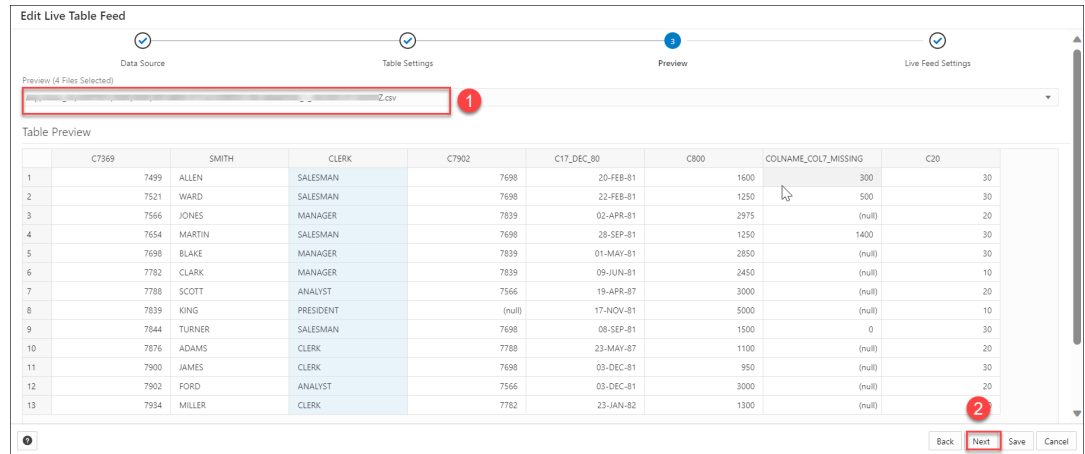 Edit Live Table Feed
3
Data Source Table Settings Preview Live Feed Settings
Preview (4 Files Selected)
Z.csv
1
Table Preview
C7369 SMITH CLERK C7902 C17_DEC_80 C800 COLNAME_COL7_MISSING C20
1 7499 ALLEN SALESMAN 7698 20-FEB-81 1600 300 30
2 7521 WARD SALESMAN 7698 22-FEB-81 1250 500 30
3 7566 JONES MANAGER 7839 02-APR-81 2975 (null) 20
4 7654 MARTIN SALESMAN 7698 28-SEP-81 1250 1400 30
5 7698 BLAKE MANAGER 7839 01-MAY-81 2850 (null) 30
6 7782 CLARK MANAGER 7839 09-JUN-81 2450 (null) 10
7 7788 SCOTT ANALYST 7566 19-APR-87 3000 (null) 20
8 7839 KING PRESIDENT (null) 17-NOV-81 5000 (null) 10
9 7844 TURNER SALESMAN 7698 08-SEP-81 1500 0 30
10 7876 ADAMS CLERK 7788 23-MAY-87 1100 (null) 20
11 7900 JAMES CLERK 7698 03-DEC-81 950 (null) 30
12 7902 FORD ANALYST 7566 03-DEC-81 3000 (null) 20
13 7934 MILLER CLERK 7782 23-JAN-82 1300 (null)
2
? Back Next Save Cancel